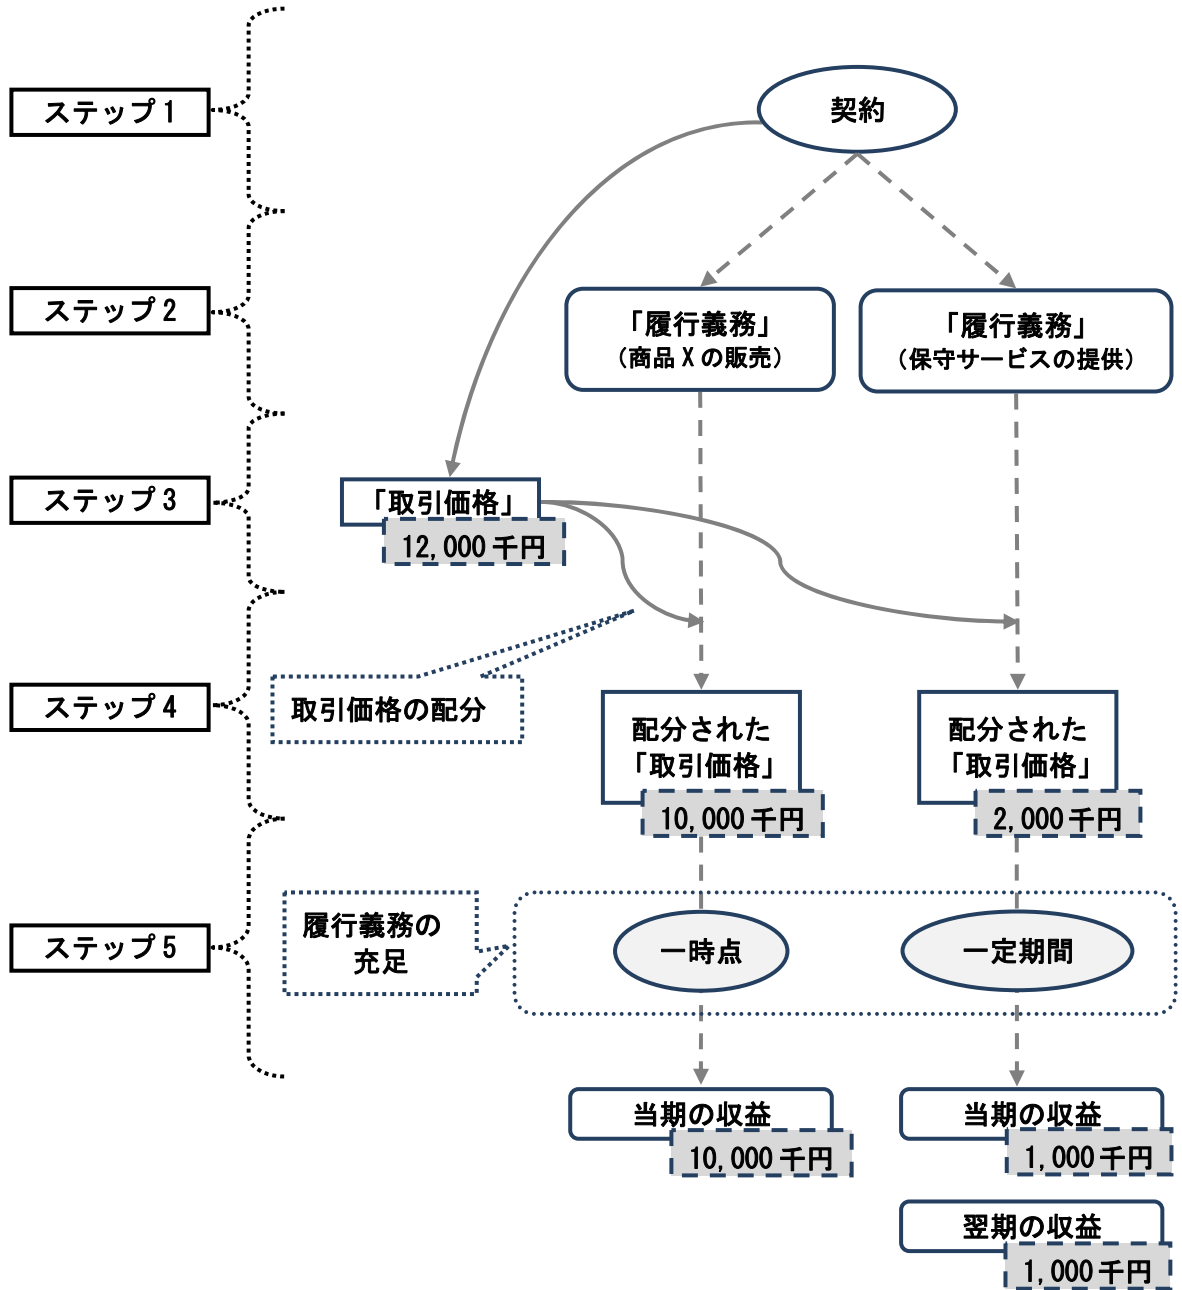 ステップ1
契約
ステップ2
「履行義務」
(商品Xの販売)
「履行義務」
(保守サービスの提供)
ステップ3
「取引価格」
12,000千円
ステップ4
取引価格の配分
配分された
「取引価格」
10,000千円
配分された
「取引価格」
2,000千円
ステップ5
履行義務の
充足
一時点
一定期間
当期の収益
10,000千円
当期の収益
1,000千円
翌期の収益
1,000千円